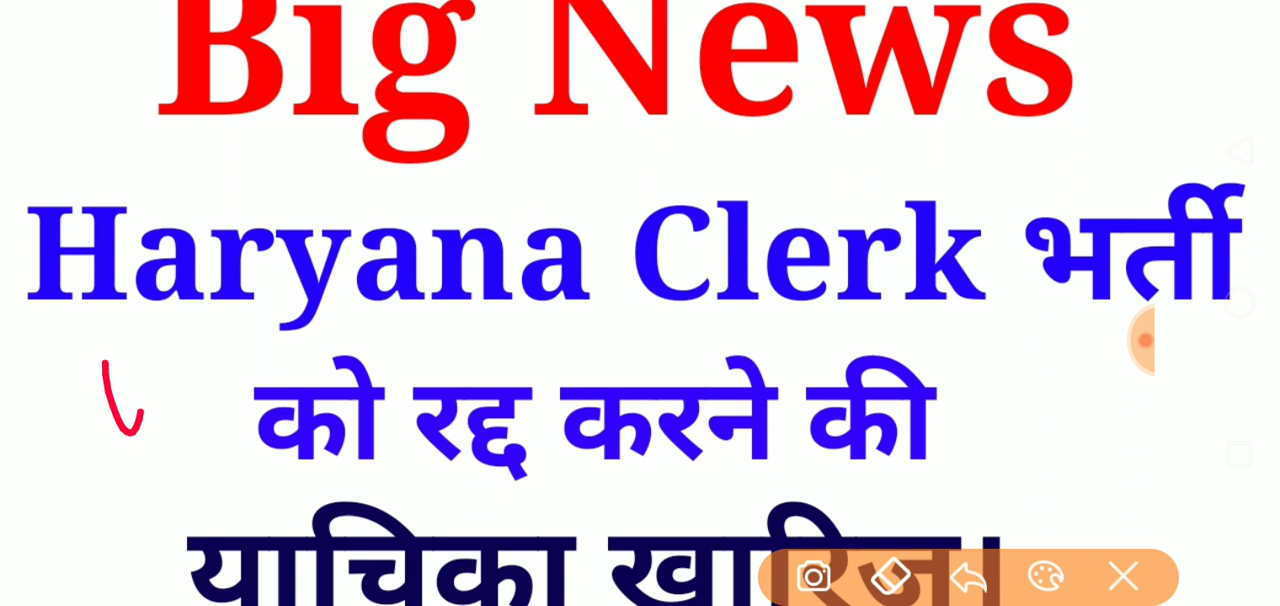 Big News
Haryana Clerk भर्ती
को रद्द करने की
याचिका खारिज।